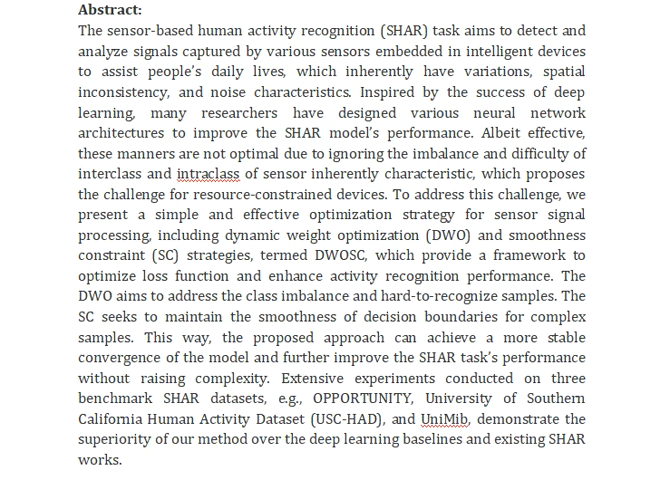 Abstract:
The sensor-based human activity recognition (SHAR) task aims to detect and
analyze signals captured by various sensors embedded in intelligent devices
to assist people's daily lives, which inherently have variations, spatial
inconsistency, and noise characteristics. Inspired by the success of deep
learning, many researchers have designed various neural network
architectures to improve the SHAR model's performance. Albeit effective,
these manners are not optimal due to ignoring the imbalance and difficulty of
interclass and intraclass of sensor inherently characteristic, which proposes
the challenge for resource-constrained devices. To address this challenge, we
present a simple and effective optimization strategy for sensor signal
processing, including dynamic weight optimization (DWO) and smoothness
constraint (SC) strategies, termed DWOSC, which provide a framework to
optimize loss function and enhance activity recognition performance. The
DWO aims to address the class imbalance and hard-to-recognize samples. The
SC seeks to maintain the smoothness of decision boundaries for complex
samples. This way, the proposed approach can achieve a more stable
convergence of the model and further improve the SHAR task's performance
without raising complexity. Extensive experiments conducted on three
benchmark SHAR datasets, e.g., OPPORTUNITY, University of Southern
California Human Activity Dataset (USC-HAD), and UniMib, demonstrate the
superiority of our method over the deep learning baselines and existing SHAR
works.